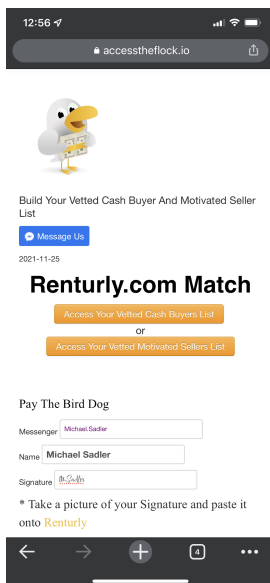 12:56
accesstheflock.io
Build Your Vetted Cash Buyer And Motivated Seller
List
Message Us
2021-11-25
Renturly.com Match
Access Your Vetted Cash Buyers List
or
Access Your Vetted Motivated Sellers List
Pay The Bird Dog
Messenger Michael.Sadler
Name Michael Sadler
Signature M.Sadler
* Take a picture of your Signature and paste it
onto Renturly
4